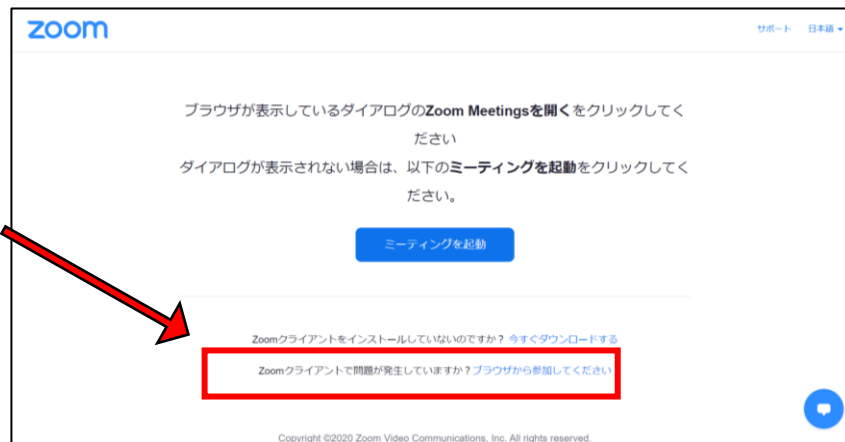 zoom
サポート 日本語
ブラウザが表示しているダイアログのZoom Meetingsを開くをクリックしてく
ださい
ダイアログが表示されない場合は、以下のミーティングを起動をクリックしてく
ださい。
ミーティングを起動
Zoomクライアントをインストールしていないのですか？ 今すぐダウンロードする
Zoomクライアントで問題が発生していますか？ブラウザから参加してください
Copyright ©2020 Zoom Video Communications, Inc. All rights reserved.